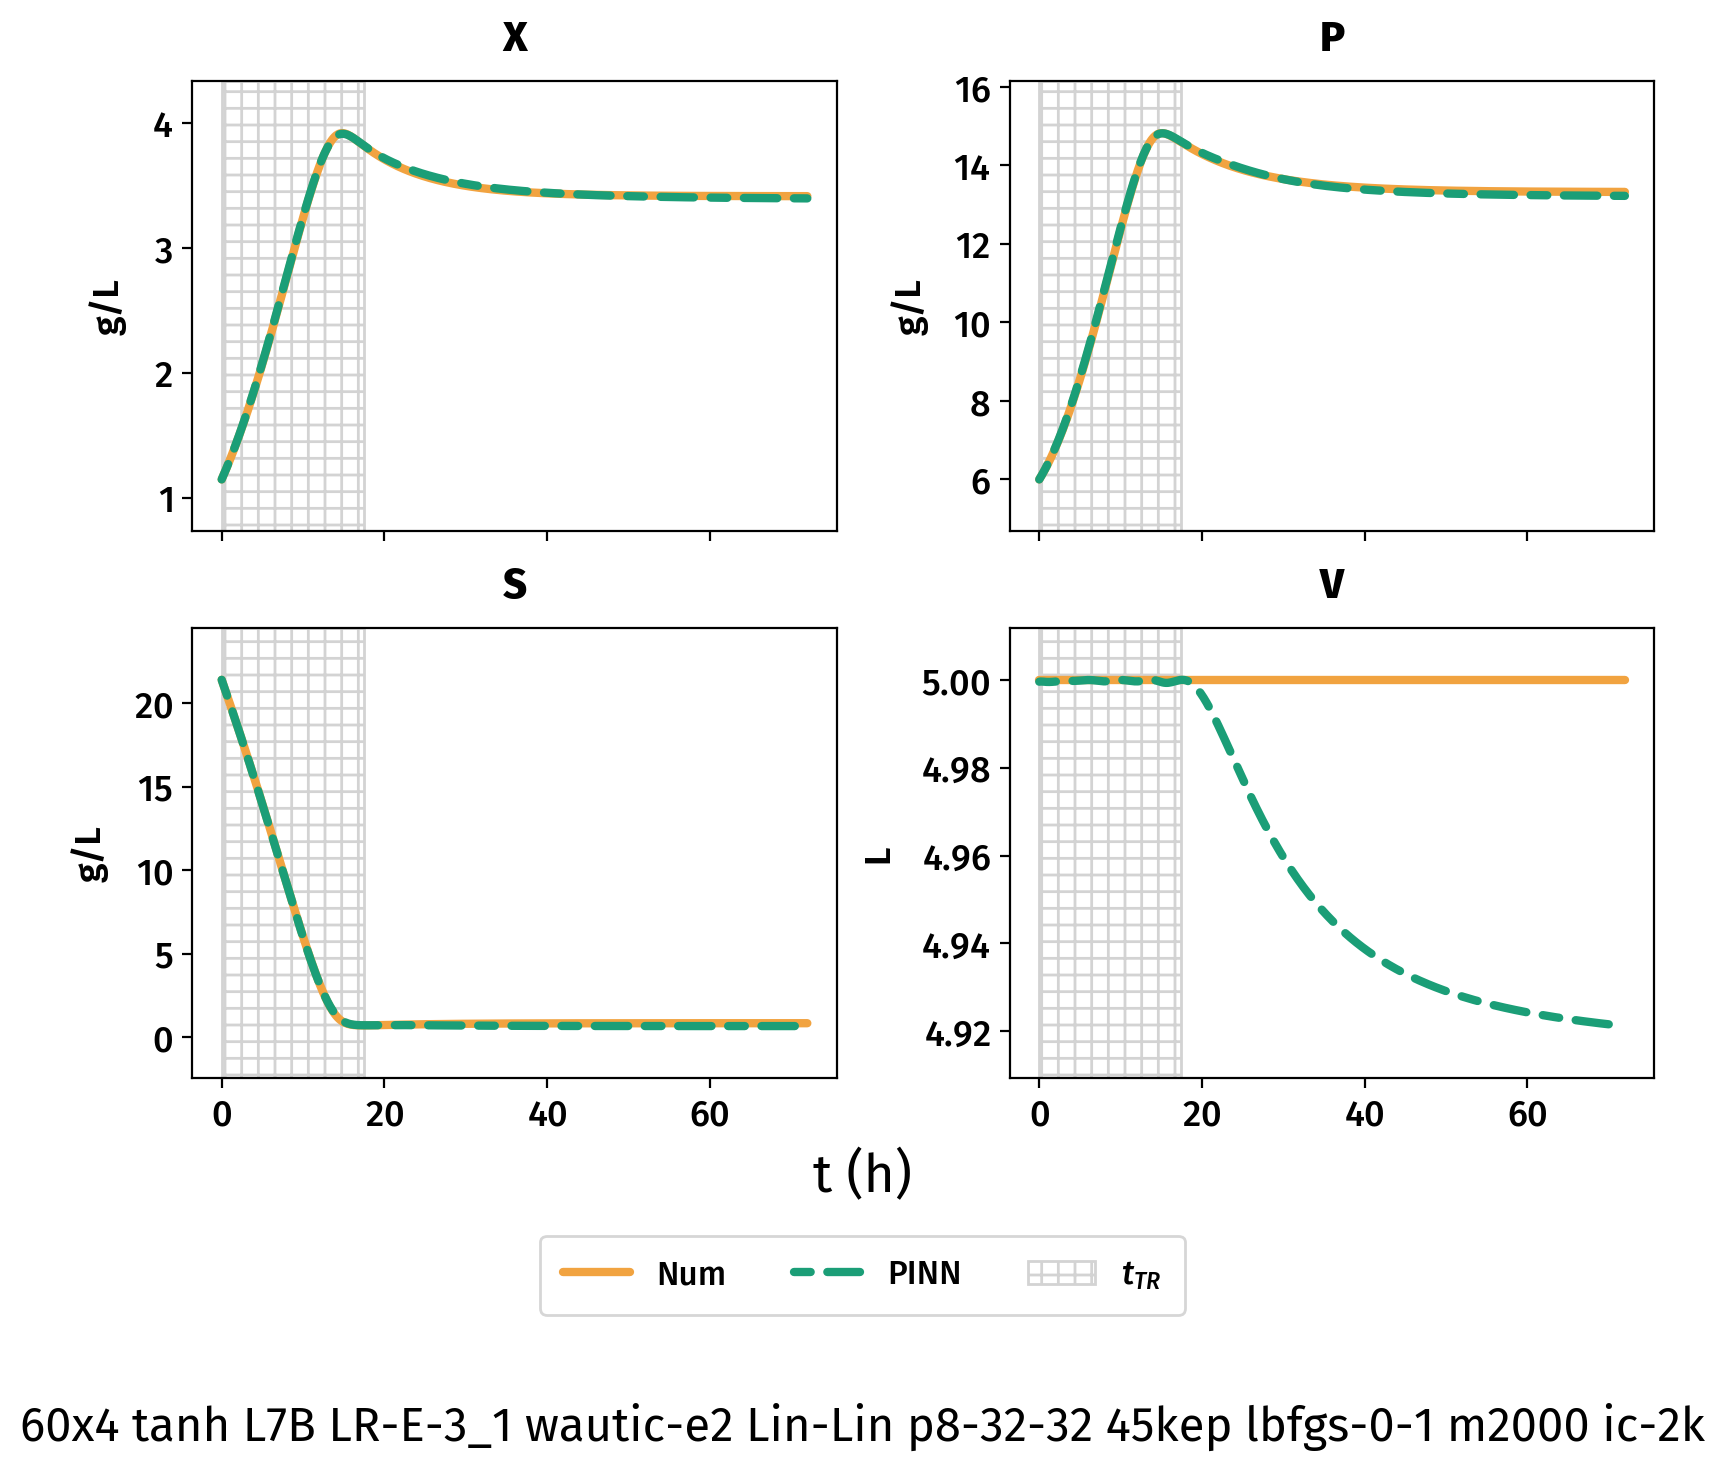 X
P
4
3
2
1
g/L
16
14
12
10
8
6
g/L
S
V
20
15
10
5
0
g/L
5.00
4.98
4.96
4.94
4.92
L
0 20 40 60
0 20 40 60
t (h)
Num PINN t_TR
60x4 tanh L7B LR-E-3_1 wautic-e2 Lin-Lin p8-32-32 45kep lbfgs-0-1 m2000 ic-2k